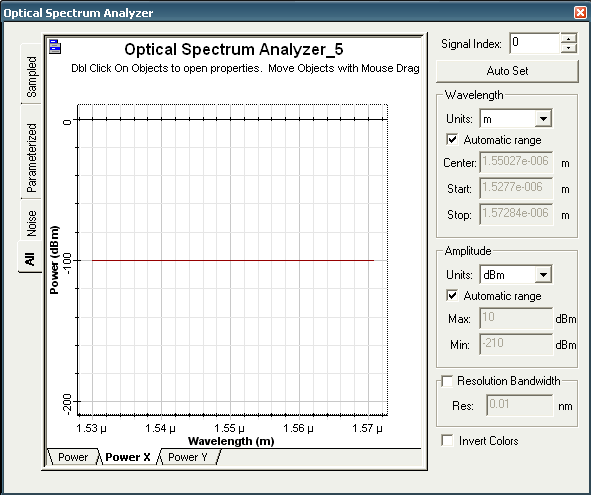 Optical Spectrum Analyzer
Optical Spectrum Analyzer_5
Dbl Click On Objects to open properties.  Move Objects with Mouse Drag
Sampled
Parameterized
Noise
All
Power (dBm)
0
-100
-200
1.53 µ
1.54 µ
1.55 µ
1.56 µ
1.57 µ
Wavelength (m)
Power
Power X
Power Y
Signal Index: 0
Auto Set
Wavelength
Units: m
Automatic range
Center: 1.55027e-006 m
Start: 1.5277e-006 m
Stop: 1.57284e-006 m
Amplitude
Units: dBm
Automatic range
Max: 10 dBm
Min: -210 dBm
Resolution Bandwidth
Res: 0.01 nm
Invert Colors